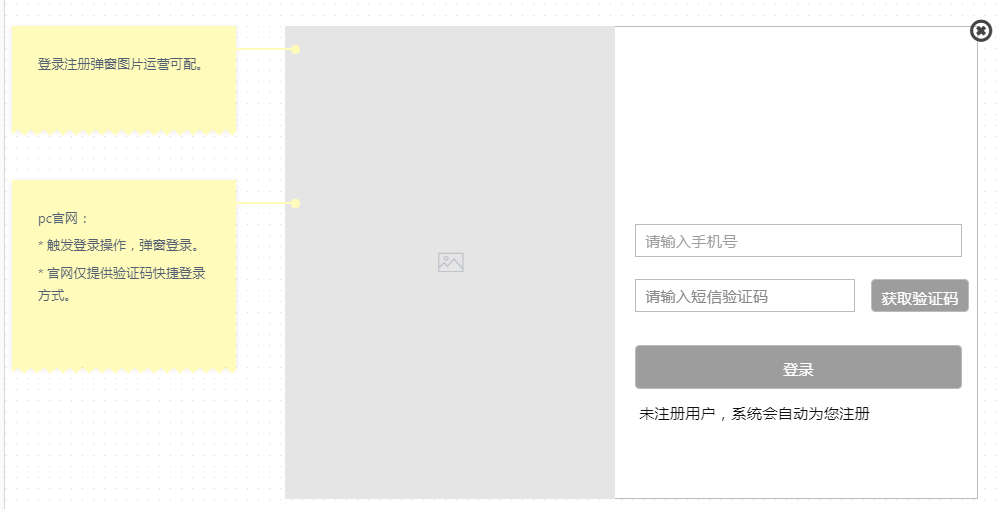 登录注册弹窗图片运营可配。
pc官网：
* 触发登录操作，弹窗登录。
* 官网仅提供验证码快捷登录
方式。
请输入手机号
请输入短信验证码
获取验证码
登录
未注册用户，系统会自动为您注册